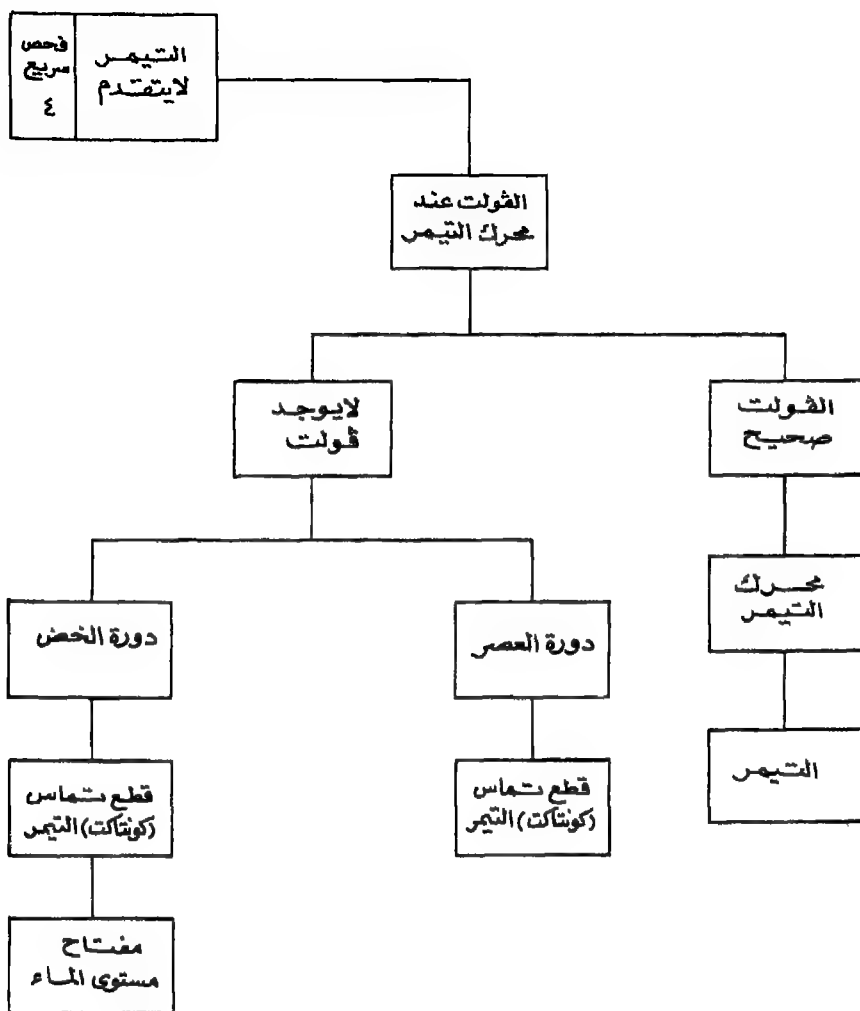 التيمر
لايتقدم
فحص
سريع
٤
الڤولت عند
محرك التيمر
الڤولت
صحيح
لايوجد
ڤولت
محرك
التيمر
دورة العصر
دورة الخض
التيمر
قطع تماس
(كونتاكت) التيمر
قطع تماس
(كونتاكت) التيمر
مفتاح
مستوى الماء